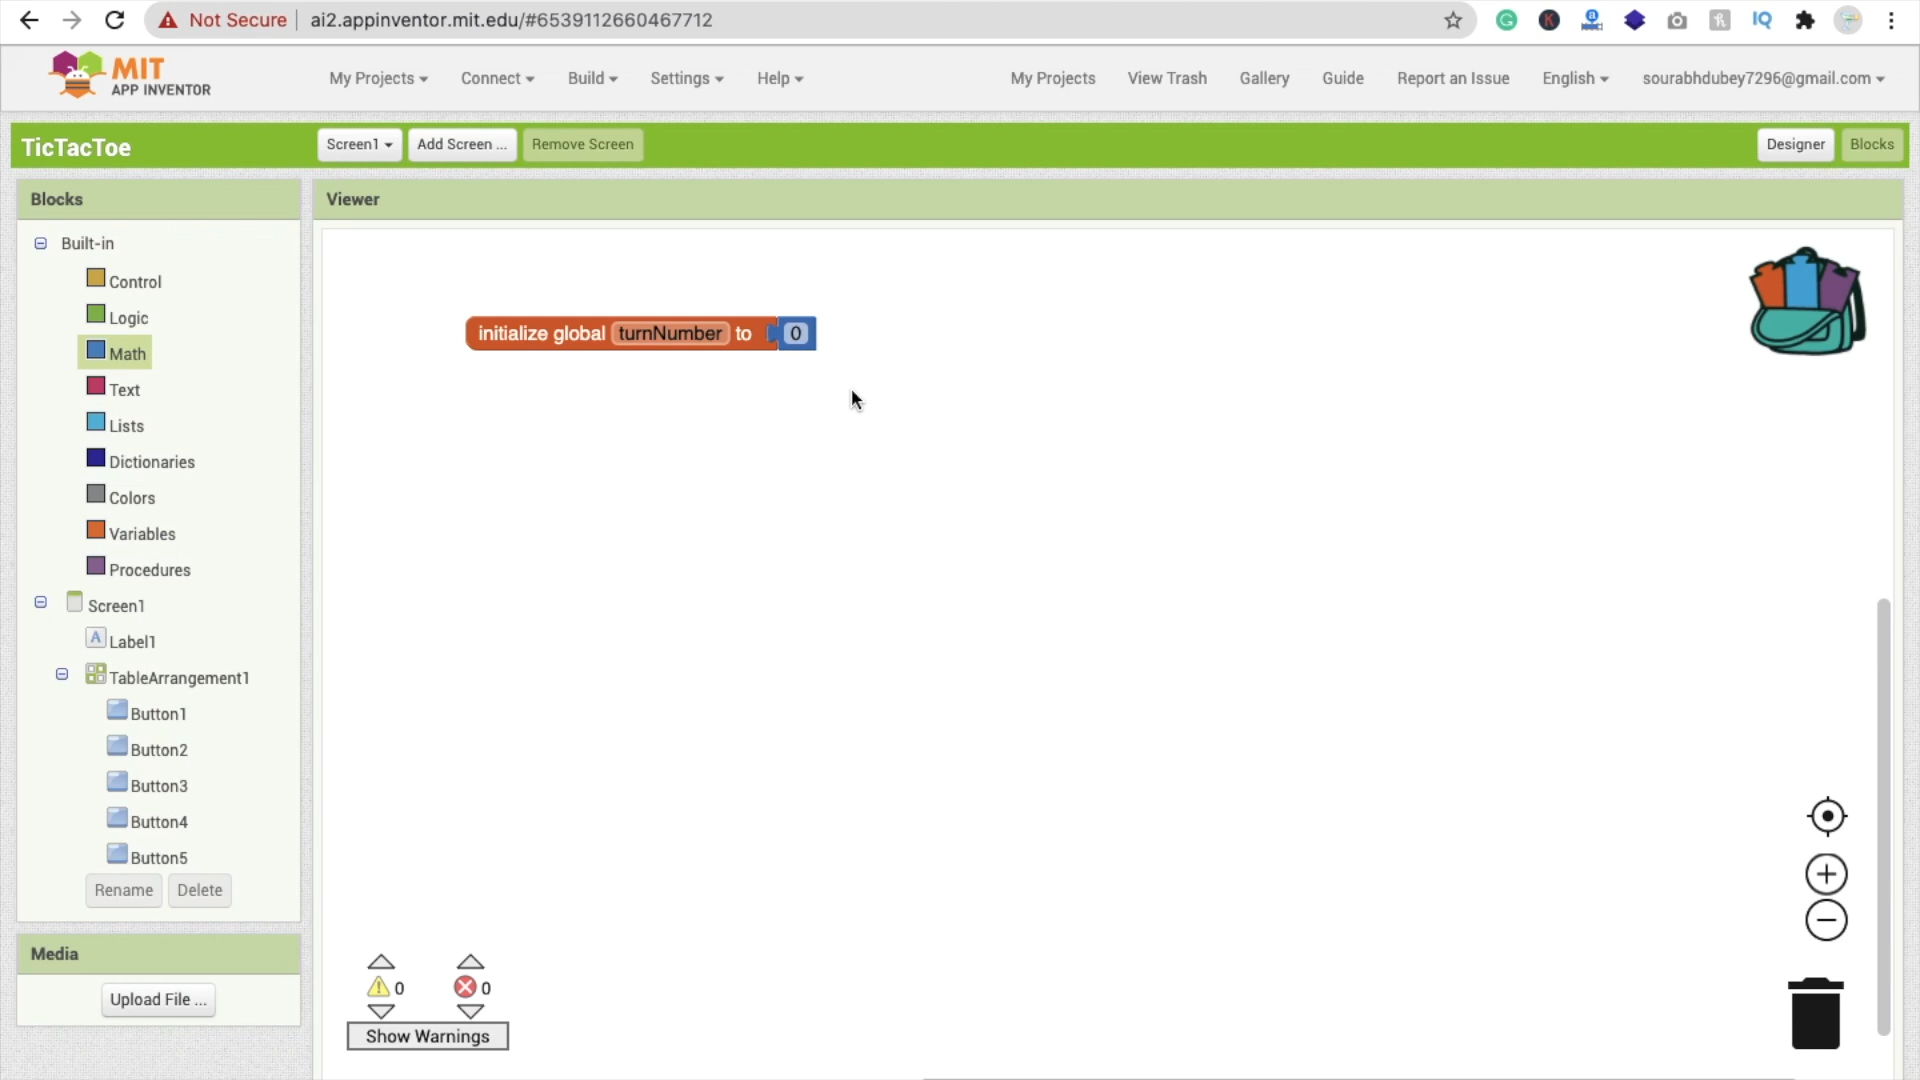 Not Secure ai2.appinventor.mit.edu/#6539112660467712
MIT
APP INVENTOR
My Projects Connect Build Settings Help My Projects View Trash Gallery Guide Report an Issue English sourabhdubey7296@gmail.com
TicTacToe Screen1 Add Screen ... Remove Screen Designer Blocks
Blocks
Viewer
Built-in
Control
Logic
Math
Text
Lists
Dictionaries
Colors
Variables
Procedures
Screen1
Label1
TableArrangement1
Button1
Button2
Button3
Button4
Button5
Rename Delete
Media
Upload File ...
initialize global turnNumber to 0
0 0
Show Warnings